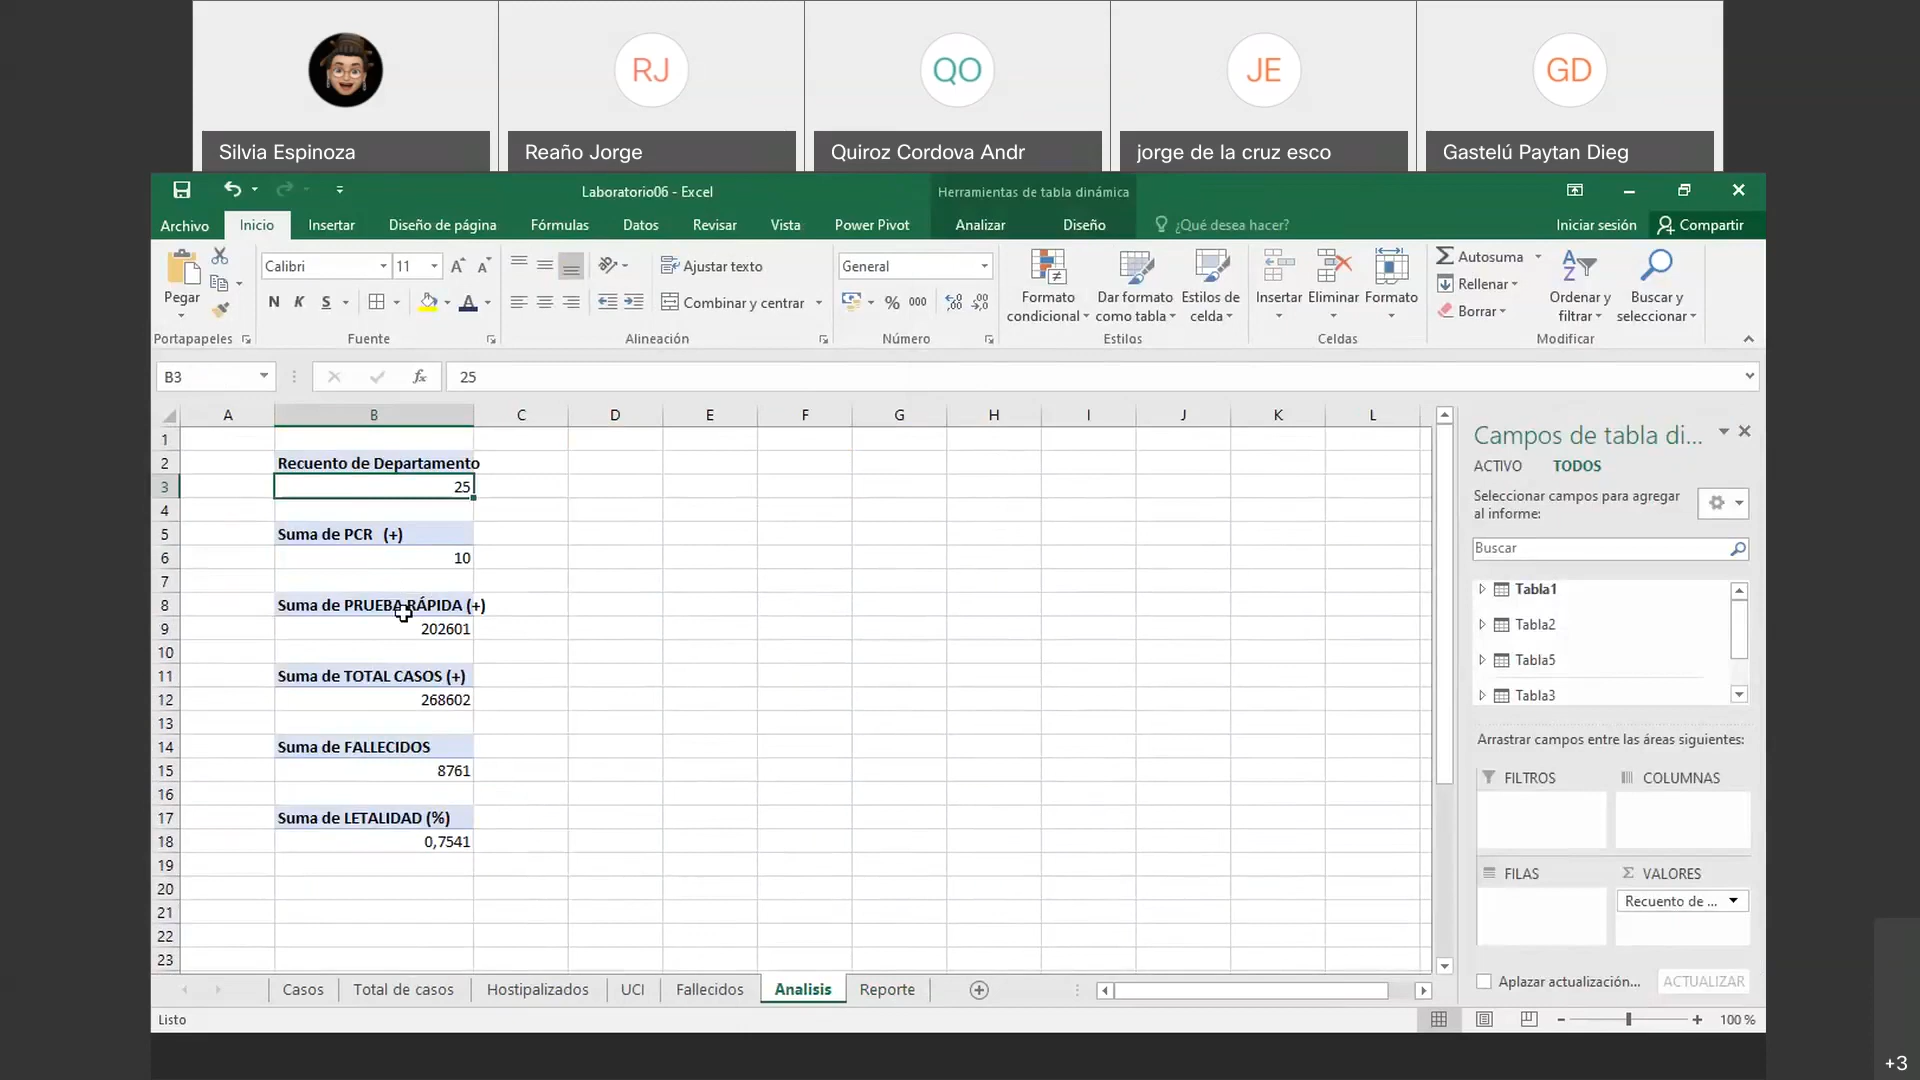 RJ
QO
JE
GD
Silvia Espinoza
Reaño Jorge
Quiroz Cordova Andr
jorge de la cruz esco
Gastelú Paytan Dieg
Laboratorio06 - Excel
Herramientas de tabla dinámica
Archivo
Inicio
Insertar
Diseño de página
Fórmulas
Datos
Revisar
Vista
Power Pivot
Analizar
Diseño
¿Qué desea hacer?
Iniciar sesión
Compartir
Pegar
Portapapeles
Calibri
11
N K S
A
Fuente
Ajustar texto
Combinar y centrar
Alineación
General
% 000
Número
Formato
condicional
Dar formato
como tabla
Estilos de
celda
Estilos
Insertar
Eliminar
Formato
Celdas
Autosuma
Rellenar
Borrar
Ordenar y
filtrar
Buscar y
seleccionar
Modificar
B3
fx
25
A B C D E F G H I J K L
1
2 Recuento de Departamento
3 25
4
5 Suma de PCR (+)
6 10
7
8 Suma de PRUEBA RÁPIDA (+)
9 202601
10
11 Suma de TOTAL CASOS (+)
12 268602
13
14 Suma de FALLECIDOS
15 8761
16
17 Suma de LETALIDAD (%)
18 0,7541
19
20
21
22
23
Campos de tabla di...
ACTIVO TODOS
Seleccionar campos para agregar
al informe:
Buscar
Tabla1
Tabla2
Tabla5
Tabla3
Arrastrar campos entre las áreas siguientes:
FILTROS
COLUMNAS
FILAS
Σ VALORES
Recuento de ...
Aplazar actualización...
ACTUALIZAR
Casos
Total de casos
Hostipalizados
UCI
Fallecidos
Analisis
Reporte
Listo
100 %
+3